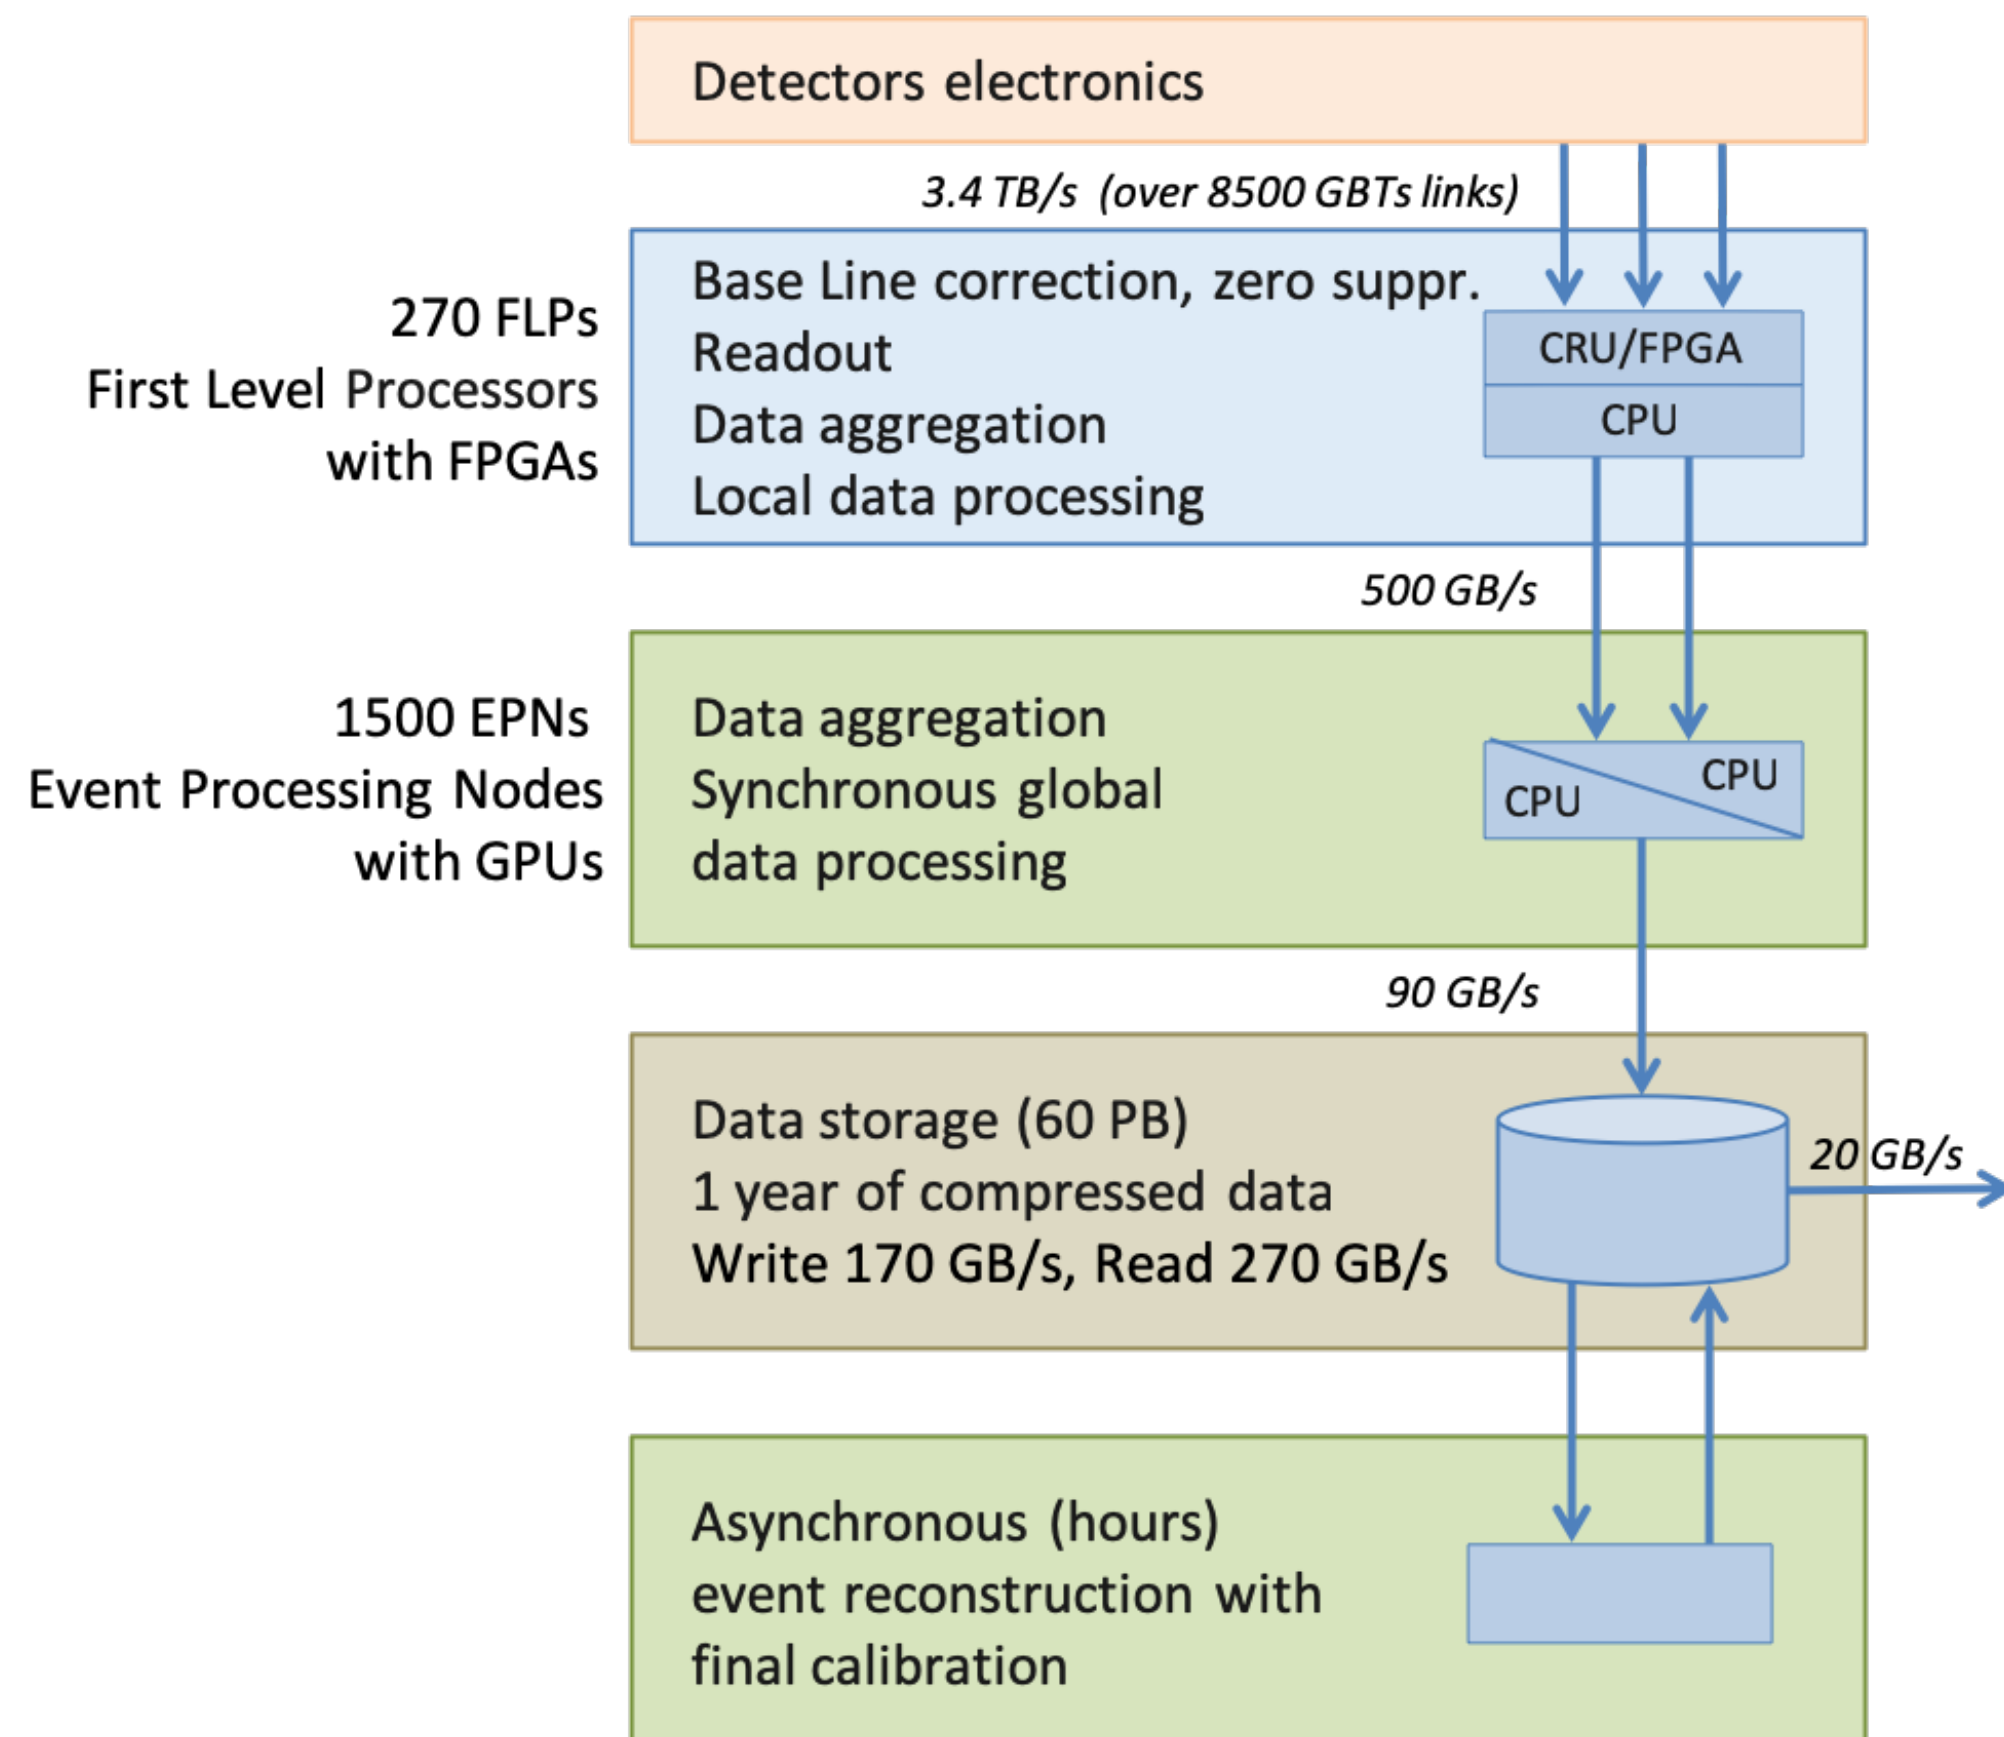 Detectors electronics
3.4 TB/s (over 8500 GBTs links)
270 FLPs
First Level Processors
with FPGAs
Base Line correction, zero suppr.
Readout
Data aggregation
Local data processing
CRU/FPGA
CPU
500 GB/s
1500 EPNs
Event Processing Nodes
with GPUs
Data aggregation
Synchronous global
data processing
CPU
CPU
90 GB/s
Data storage (60 PB)
1 year of compressed data
Write 170 GB/s, Read 270 GB/s
20 GB/s
Asynchronous (hours)
event reconstruction with
final calibration